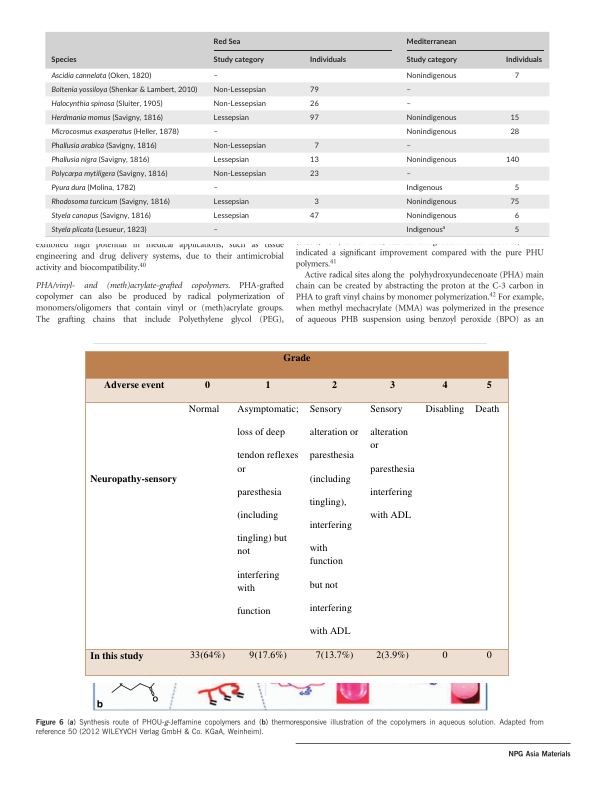 Red Sea Mediterranean
Species Study category Individuals Study category Individuals
Ascidia cannelata (Oken, 1820) – Nonindigenous 7
Boltenia yossiloya (Shenkar & Lambert, 2010) Non-Lessepsian 79 –
Halocynthia spinosa (Sluiter, 1905) Non-Lessepsian 26 –
Herdmania momus (Savigny, 1816) Lessepsian 97 Nonindigenous 15
Microcosmus exasperatus (Heller, 1878) – Nonindigenous 28
Phallusia arabica (Savigny, 1816) Non-Lessepsian 7 –
Phallusia nigra (Savigny, 1816) Lessepsian 13 Nonindigenous 140
Polycarpa mytiligera (Savigny, 1816) Non-Lessepsian 23 –
Pyura dura (Molina, 1782) – Indigenous 5
Rhodosoma turcicum (Savigny, 1816) Lessepsian 3 Nonindigenous 75
Styela canopus (Savigny, 1816) Lessepsian 47 Nonindigenous 6
Styela plicata (Lesueur, 1823) – Indigenousª 5
exhibited high potential in medical applications, such as tissue
engineering and drug delivery systems, due to their antimicrobial
activity and biocompatibility.40
PHA/vinyl- and (meth)acrylate-grafted copolymers. PHA-grafted
copolymer can also be produced by radical polymerization of
monomers/oligomers that contain vinyl or (meth)acrylate groups.
The grafting chains that include Polyethylene glycol (PEG),
indicated a significant improvement compared with the pure PHU
polymers.41
Active radical sites along the polyhydroxyundecenoate (PHA) main
chain can be created by abstracting the proton at the C-3 carbon in
PHA to graft vinyl chains by monomer polymerization.42 For example,
when methyl mechacrylate (MMA) was polymerized in the presence
of aqueous PHB suspension using benzoyl peroxide (BPO) as an
Grade
Adverse event 0 1 2 3 4 5
Neuropathy-sensory
Normal
Asymptomatic;
loss of deep
tendon reflexes
or
paresthesia
(including
tingling) but
not
interfering
with
function
Sensory
alteration or
paresthesia
(including
tingling),
interfering
with
function
but not
interfering
with ADL
Sensory
alteration
or
paresthesia
interfering
with ADL
Disabling
Death
In this study 33(64%) 9(17.6%) 7(13.7%) 2(3.9%) 0 0
b
Figure 6 (a) Synthesis route of PHOU-g-Jeffamine copolymers and (b) thermoresponsive illustration of the copolymers in aqueous solution. Adapted from
reference 50 (2012 WILEYVCH Verlag GmbH & Co. KGaA, Weinheim).
NPG Asia Materials